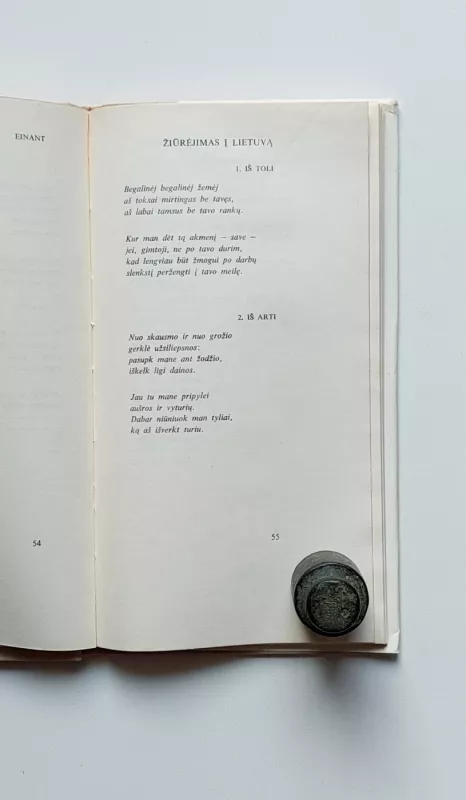 EINANT
54
ŽIŪRĖJIMAS Į LIETUVĄ
1. IŠ TOLI
Begalinėj begalinėj žemėj
aš toksai mirtingas be tavęs,
aš labai tamsus be tavo rankų.
Kur man dėt tą akmenį — save —
jei, gimtoji, ne po tavo durim,
kad lengviau būt žmogui po darbų
slenkstį peržengti į tavo meilę.
2. IŠ ARTI
Nuo skausmo ir nuo grožio
gerklė užsiliepsnos:
pasupk mane ant žodžio,
iškelk ligi dainos.
Jau tu mane pripylei
aušros ir vyturių.
Dabar niūniuok man tyliai,
ką aš išverkt turiu.
55